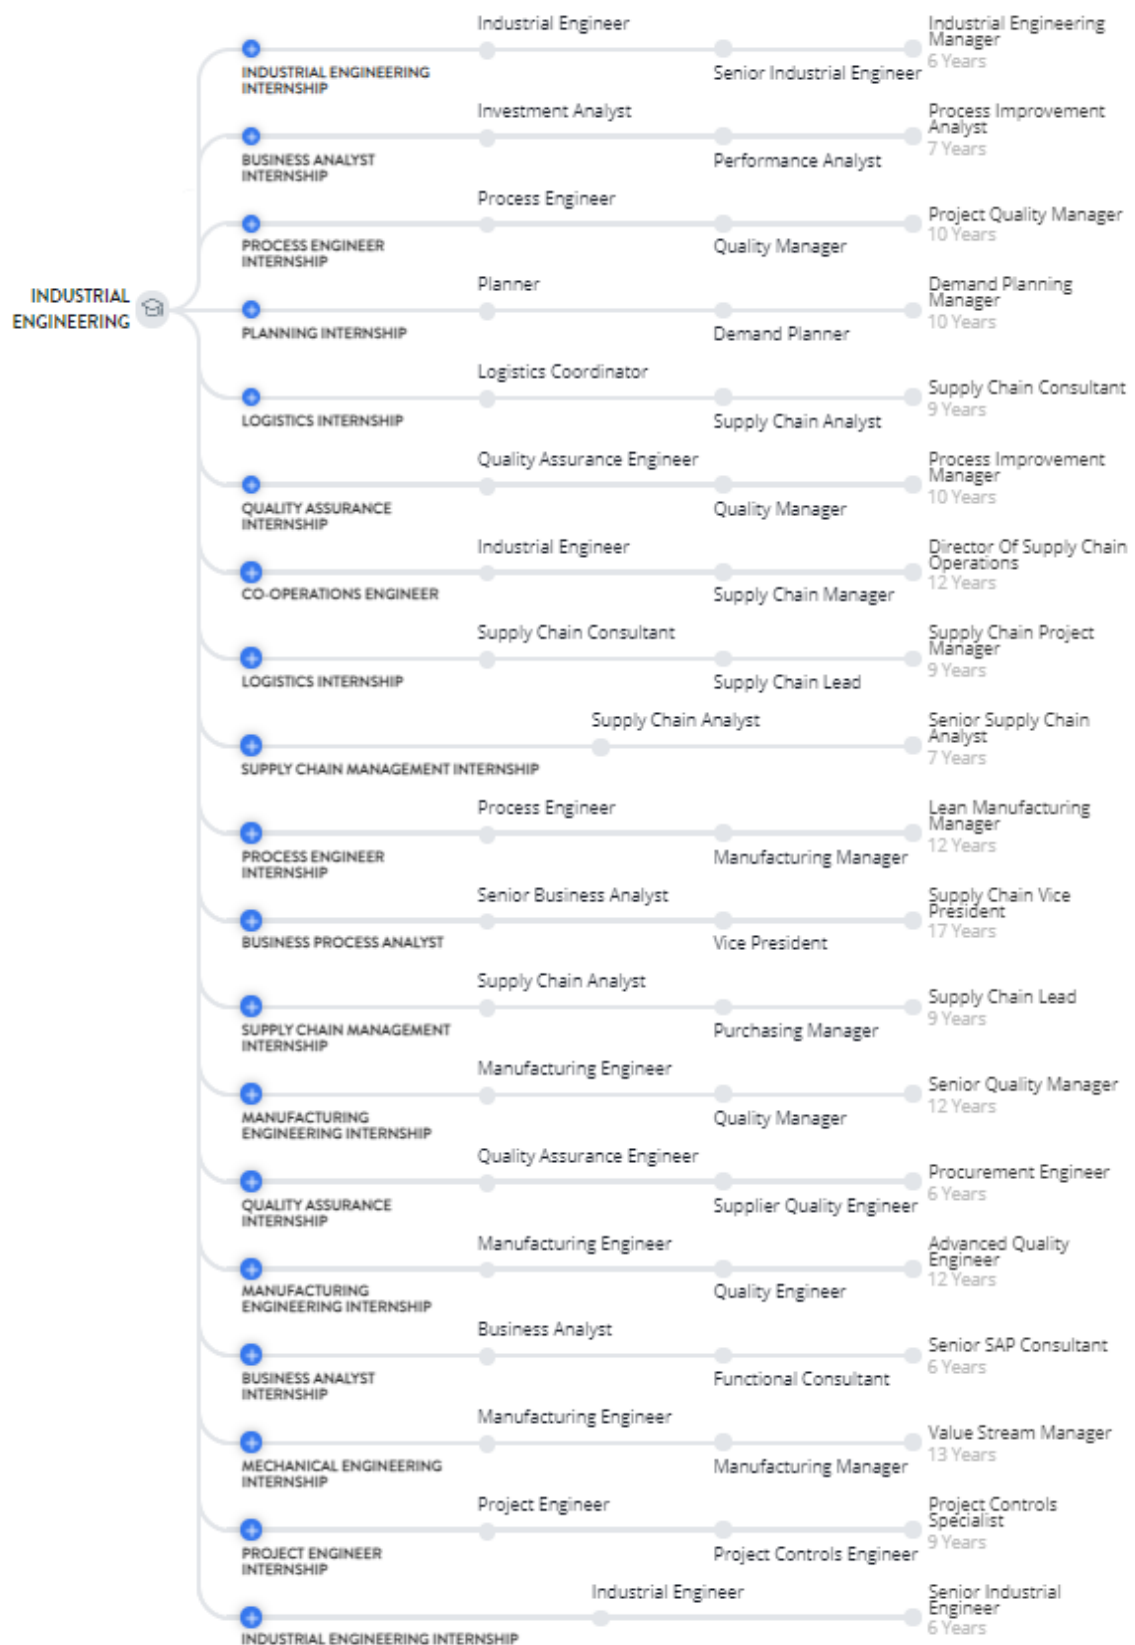 INDUSTRIAL
ENGINEERING
Industrial Engineer
Industrial Engineering
Manager
6 Years
INDUSTRIAL ENGINEERING
INTERNSHIP
Senior Industrial Engineer
Investment Analyst
Process Improvement
Analyst
7 Years
BUSINESS ANALYST
INTERNSHIP
Performance Analyst
Process Engineer
Project Quality Manager
10 Years
PROCESS ENGINEER
INTERNSHIP
Quality Manager
Planner
Demand Planning
Manager
10 Years
PLANNING INTERNSHIP
Demand Planner
Logistics Coordinator
Supply Chain Consultant
9 Years
LOGISTICS INTERNSHIP
Supply Chain Analyst
Quality Assurance Engineer
Process Improvement
Manager
10 Years
QUALITY ASSURANCE
INTERNSHIP
Quality Manager
Industrial Engineer
Director Of Supply Chain
Operations
12 Years
CO-OPERATIONS ENGINEER
Supply Chain Manager
Supply Chain Consultant
Supply Chain Project
Manager
9 Years
LOGISTICS INTERNSHIP
Supply Chain Lead
Supply Chain Analyst
Senior Supply Chain
Analyst
7 Years
SUPPLY CHAIN MANAGEMENT INTERNSHIP
Process Engineer
Lean Manufacturing
Manager
12 Years
PROCESS ENGINEER
INTERNSHIP
Manufacturing Manager
Senior Business Analyst
Supply Chain Vice
President
17 Years
BUSINESS PROCESS ANALYST
Vice President
Supply Chain Analyst
Supply Chain Lead
9 Years
SUPPLY CHAIN MANAGEMENT
INTERNSHIP
Purchasing Manager
Manufacturing Engineer
Senior Quality Manager
12 Years
MANUFACTURING
ENGINEERING INTERNSHIP
Quality Manager
Quality Assurance Engineer
Procurement Engineer
6 Years
QUALITY ASSURANCE
INTERNSHIP
Supplier Quality Engineer
Manufacturing Engineer
Advanced Quality
Engineer
12 Years
MANUFACTURING
ENGINEERING INTERNSHIP
Quality Engineer
Business Analyst
Senior SAP Consultant
6 Years
BUSINESS ANALYST
INTERNSHIP
Functional Consultant
Manufacturing Engineer
Value Stream Manager
13 Years
MECHANICAL ENGINEERING
INTERNSHIP
Manufacturing Manager
Project Engineer
Project Controls
Specialist
9 Years
PROJECT ENGINEER
INTERNSHIP
Project Controls Engineer
Industrial Engineer
Senior Industrial
Engineer
6 Years
INDUSTRIAL ENGINEERING INTERNSHIP